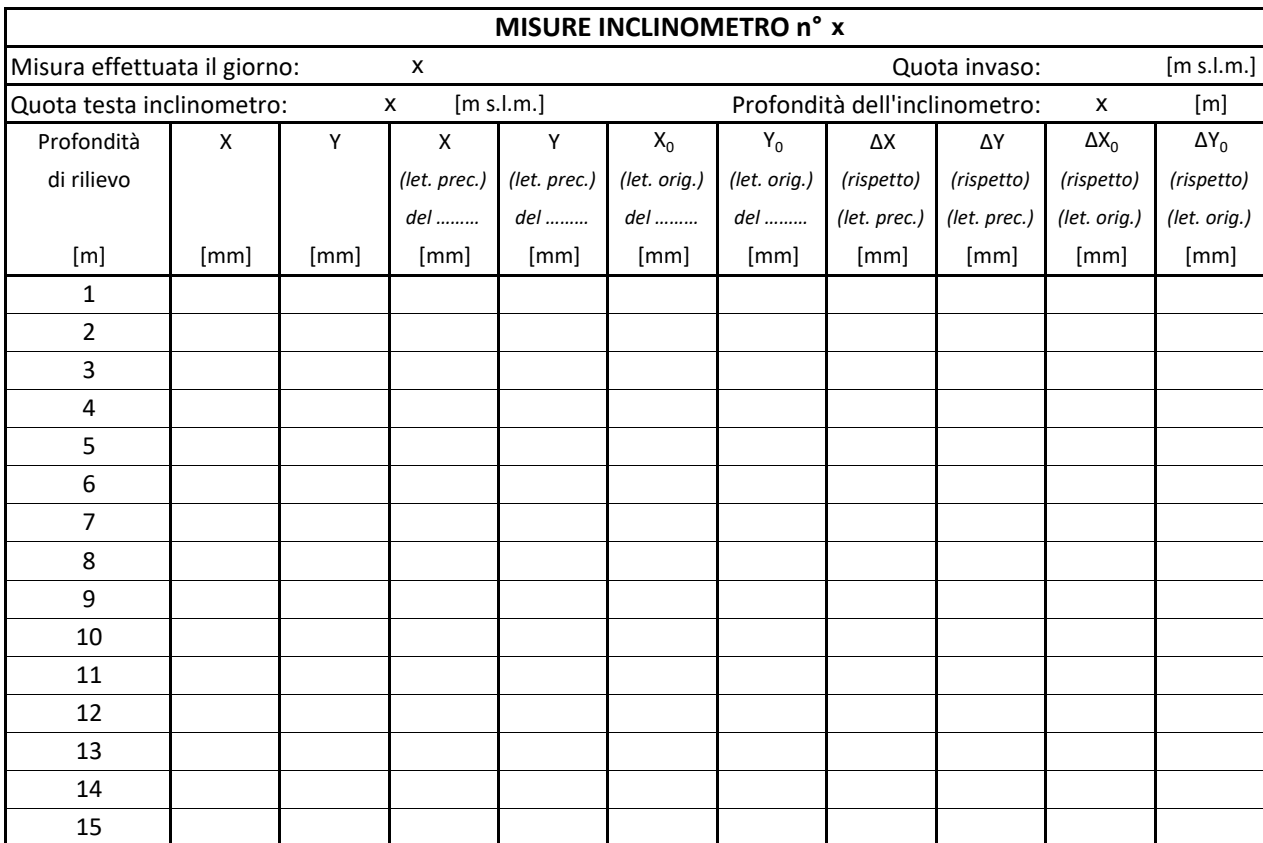 MISURE INCLINOMETRO n° x
Misura effettuata il giorno: x Quota invaso: [m s.l.m.]
Quota testa inclinometro: x [m s.l.m.] Profondità dell'inclinometro: x [m]
Profondità X Y X Y X₀ Y₀ ΔX ΔY ΔX₀ ΔY₀
di rilievo (let. prec.) (let. prec.) (let. orig.) (let. orig.) (rispetto) (rispetto) (rispetto) (rispetto)
del ……… del ……… del ……… del ……… (let. prec.) (let. prec.) (let. orig.) (let. orig.)
[m] [mm] [mm] [mm] [mm] [mm] [mm] [mm] [mm] [mm] [mm]
1
2
3
4
5
6
7
8
9
10
11
12
13
14
15